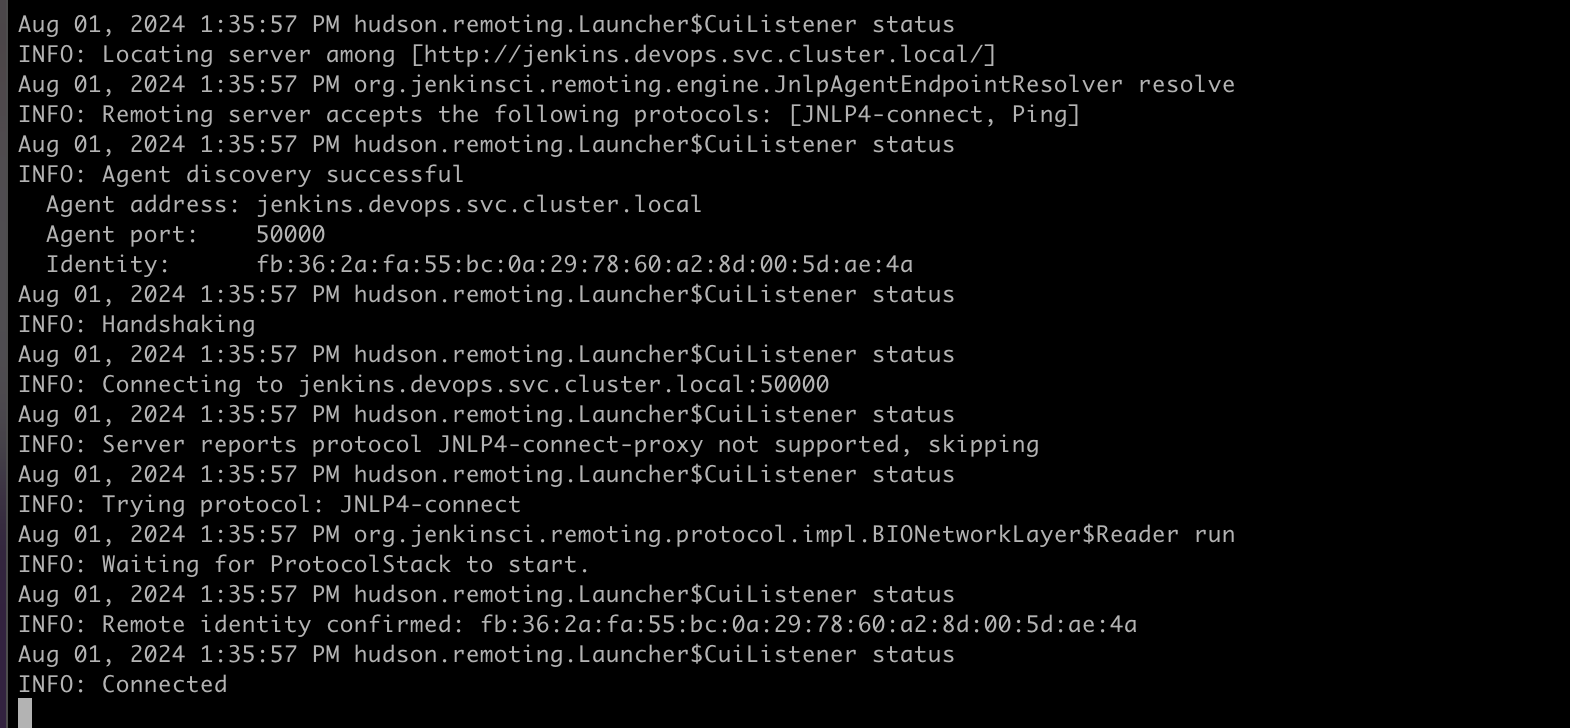 Aug 01, 2024 1:35:57 PM hudson.remoting.Launcher$CuiListener status
INFO: Locating server among [http://jenkins.devops.svc.cluster.local/]
Aug 01, 2024 1:35:57 PM org.jenkinsci.remoting.engine.JnlpAgentEndpointResolver resolve
INFO: Remoting server accepts the following protocols: [JNLP4-connect, Ping]
Aug 01, 2024 1:35:57 PM hudson.remoting.Launcher$CuiListener status
INFO: Agent discovery successful
  Agent address: jenkins.devops.svc.cluster.local
  Agent port:    50000
  Identity:      fb:36:2a:fa:55:bc:0a:29:78:60:a2:8d:00:5d:ae:4a
Aug 01, 2024 1:35:57 PM hudson.remoting.Launcher$CuiListener status
INFO: Handshaking
Aug 01, 2024 1:35:57 PM hudson.remoting.Launcher$CuiListener status
INFO: Connecting to jenkins.devops.svc.cluster.local:50000
Aug 01, 2024 1:35:57 PM hudson.remoting.Launcher$CuiListener status
INFO: Server reports protocol JNLP4-connect-proxy not supported, skipping
Aug 01, 2024 1:35:57 PM hudson.remoting.Launcher$CuiListener status
INFO: Trying protocol: JNLP4-connect
Aug 01, 2024 1:35:57 PM org.jenkinsci.remoting.protocol.impl.BIONetworkLayer$Reader run
INFO: Waiting for ProtocolStack to start.
Aug 01, 2024 1:35:57 PM hudson.remoting.Launcher$CuiListener status
INFO: Remote identity confirmed: fb:36:2a:fa:55:bc:0a:29:78:60:a2:8d:00:5d:ae:4a
Aug 01, 2024 1:35:57 PM hudson.remoting.Launcher$CuiListener status
INFO: Connected